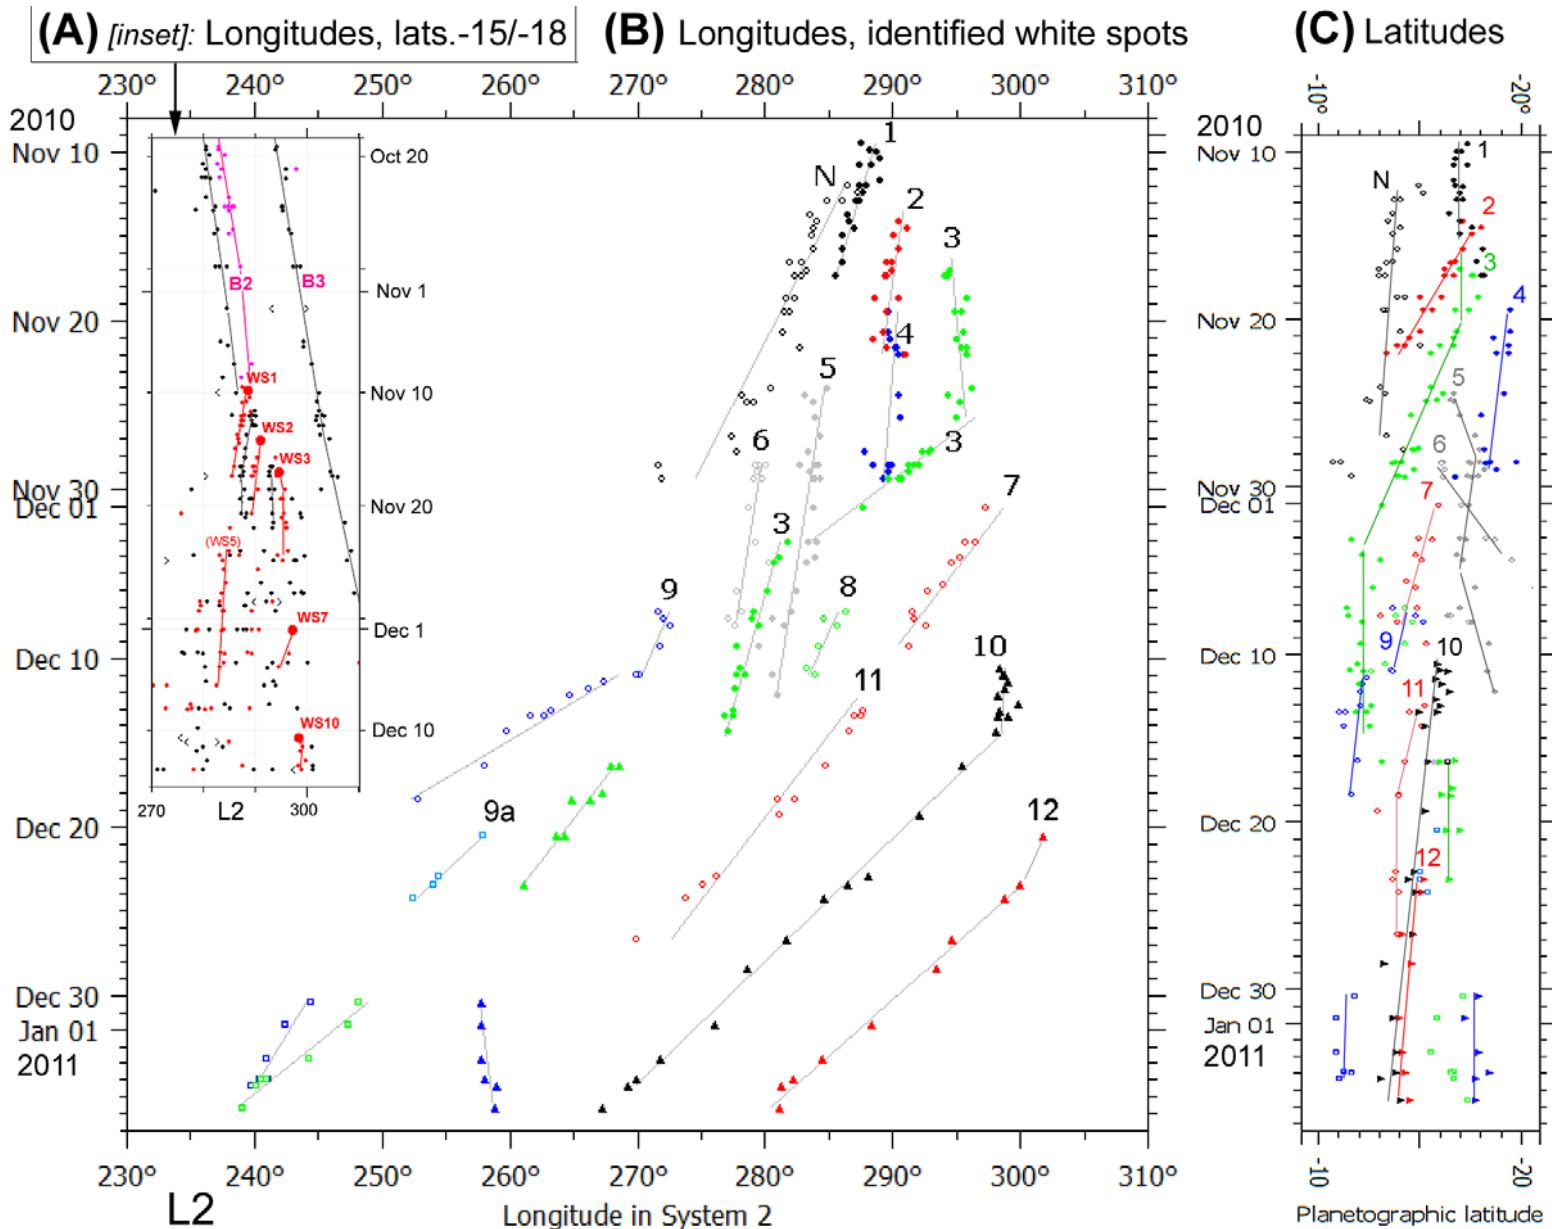 (A) [inset]: Longitudes, lats.-15/-18
(B) Longitudes, identified white spots
(C) Latitudes
230° 240° 250° 260° 270° 280° 290° 300° 310°
-10° -20°
2010
Nov 10
Nov 20
Nov 30
Dec 01
Dec 10
Dec 20
Dec 30
Jan 01
2011
Oct 20
Nov 1
Nov 10
Nov 20
Dec 1
Dec 10
B2
B3
WS1
WS2
WS3
(WS5)
WS7
WS10
270 L2 300
N
1
2
3
4
5
6
3
7
3
8
9
10
11
9a
12
230° 240° 250° 260° 270° 280° 290° 300° 310°
L2
Longitude in System 2
2010
Nov 10
Nov 20
Nov 30
Dec 01
Dec 10
Dec 20
Dec 30
Jan 01
2011
N
1
2
3
4
5
6
7
9
10
11
12
-10° -20°
Planetographic latitude